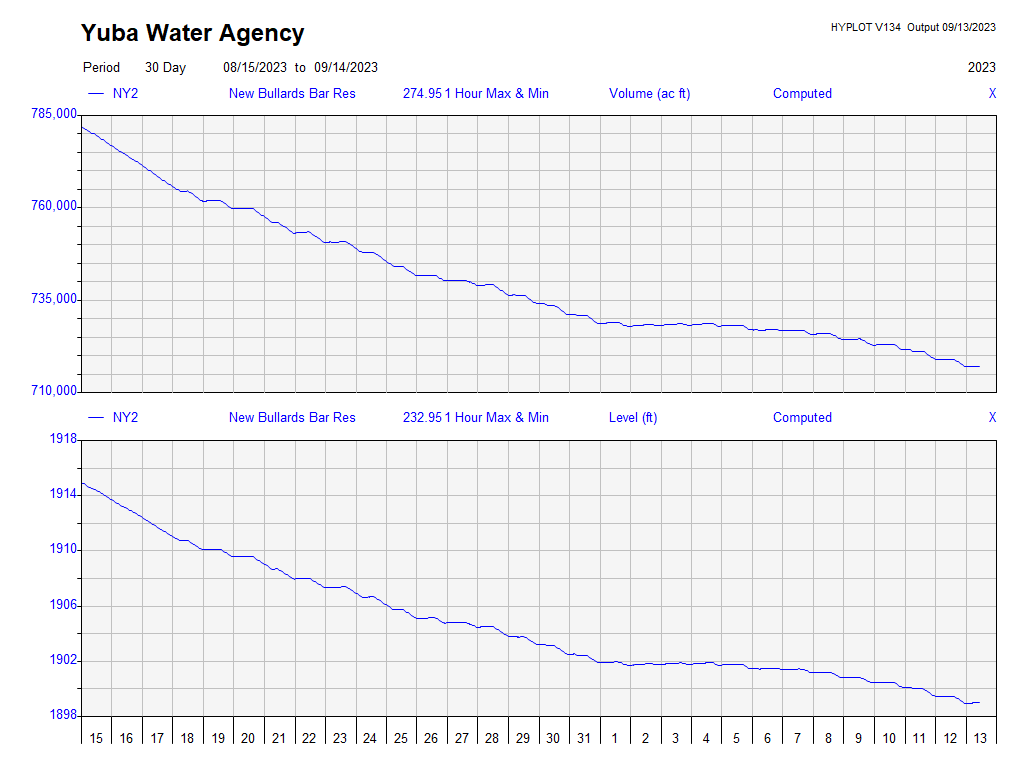 Yuba Water Agency
HYPLOT V134 Output 09/13/2023
Period 30 Day 08/15/2023 to 09/14/2023 2023
NY2 New Bullards Bar Res 274.95 1 Hour Max & Min Volume (ac ft) Computed X
785,000
760,000
735,000
710,000
NY2 New Bullards Bar Res 232.95 1 Hour Max & Min Level (ft) Computed X
1918
1914
1910
1906
1902
1898
15 16 17 18 19 20 21 22 23 24 25 26 27 28 29 30 31 1 2 3 4 5 6 7 8 9 10 11 12 13